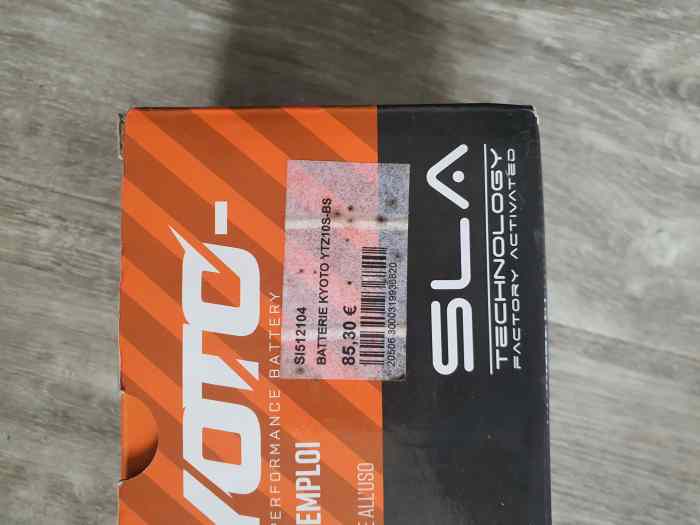 YOTO-
PERFORMANCE BATTERY
EMPLOI
E ALL'USO
SI512104
BATTERIE KYOTO YTZ10S-BS
85,30 €
SLA
TECHNOLOGY
FACTORY ACTIVATED